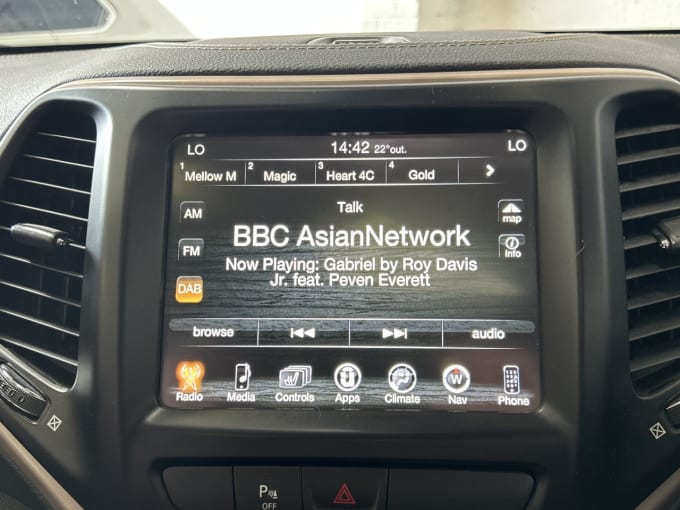 LO 14:42 22°out. LO
1 Mellow M 2 Magic 3 Heart 4C 4 Gold
Talk
AM
map
BBC AsianNetwork
FM
info
Now Playing: Gabriel by Roy Davis
Jr. feat. Peven Everett
DAB
browse audio
Radio Media Controls Apps Climate Nav Phone
W
P
OFF